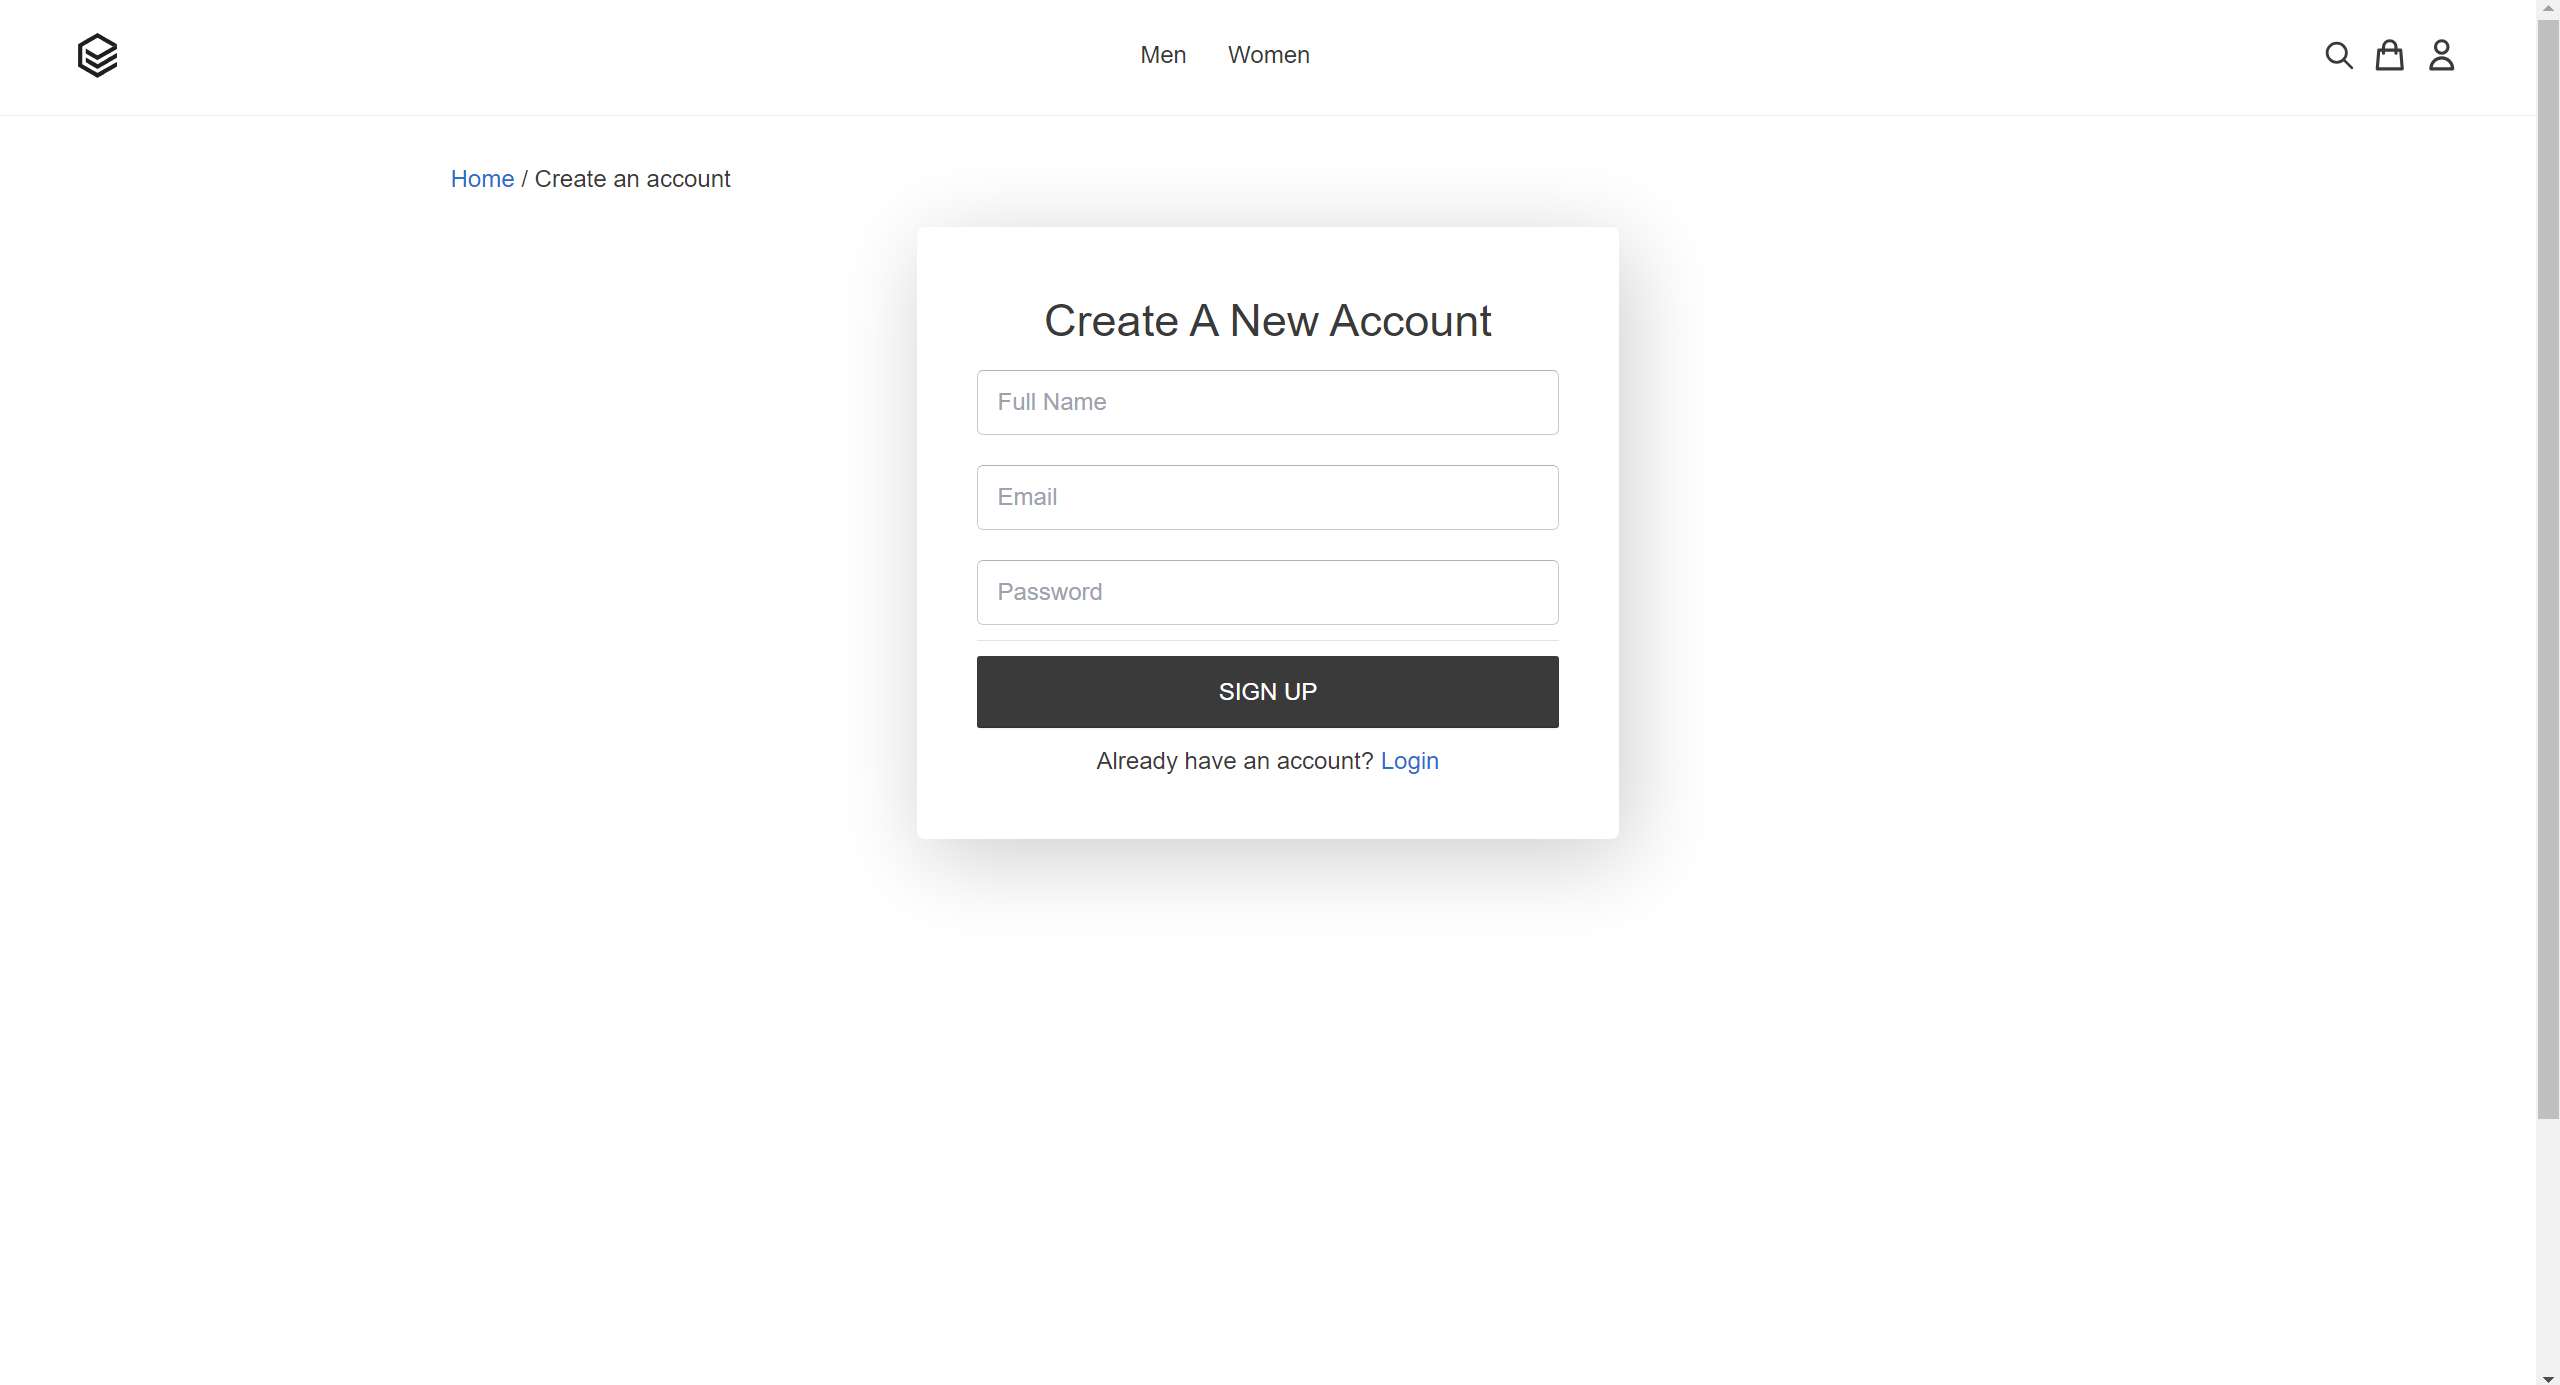 Men Women
Home / Create an account
Create A New Account
Full Name
Email
Password
SIGN UP
Already have an account? Login